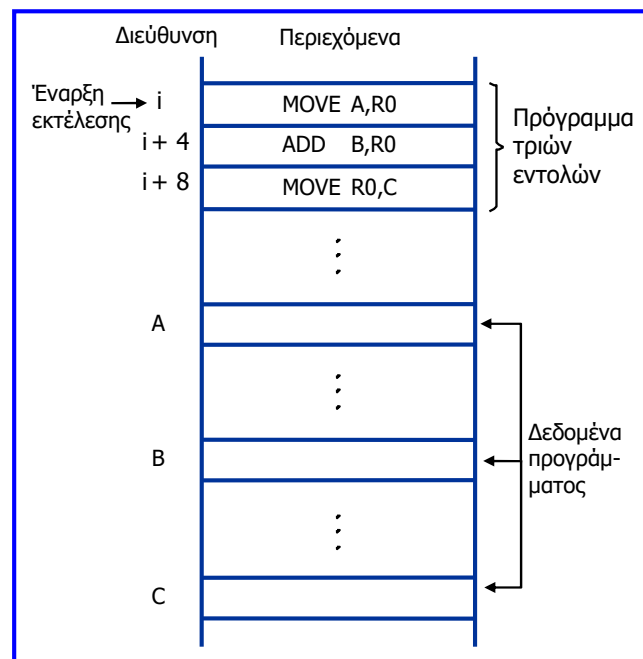 Διεύθυνση Περιεχόμενα
Έναρξη
εκτέλεσης
i MOVE A,R0
i + 4 ADD B,R0
i + 8 MOVE R0,C
Πρόγραμμα
τριών
εντολών
A
B
C
Δεδομένα
προγράμ-
ματος